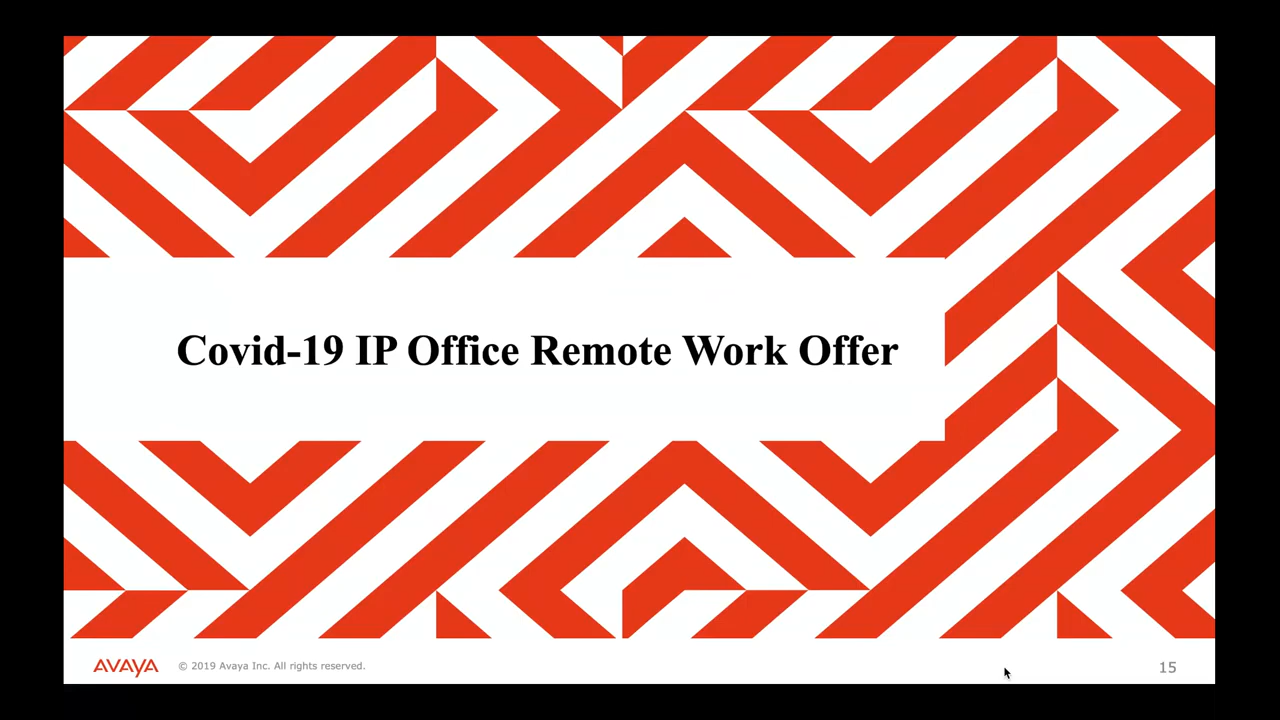 Covid-19 IP Office Remote Work Offer
AVAYA
© 2019 Avaya Inc. All rights reserved.
15